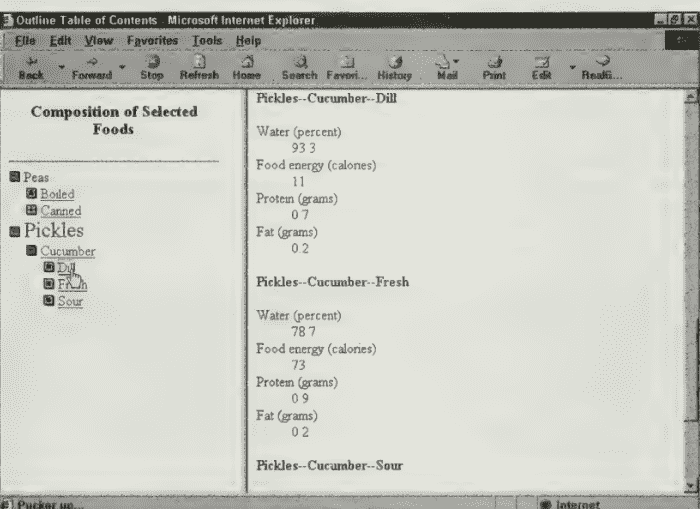 Outline Table of Contents - Microsoft Internet Explorer
File Edit View Favorites Tools Help
Back Forward Stop Refresh Home Search Favori... History Mail Print Edit RealG...
Composition of Selected
Foods
Peas
Boiled
Canned
Pickles
Cucumber
Dill
Fresh
Sour
Pickles--Cucumber--Dill
Water (percent)
93 3
Food energy (calories)
11
Protein (grams)
0 7
Fat (grams)
0.2
Pickles--Cucumber--Fresh
Water (percent)
78 7
Food energy (calories)
73
Protein (grams)
0 9
Fat (grams)
0 2
Pickles--Cucumber--Sour
Pucker up...
Internet